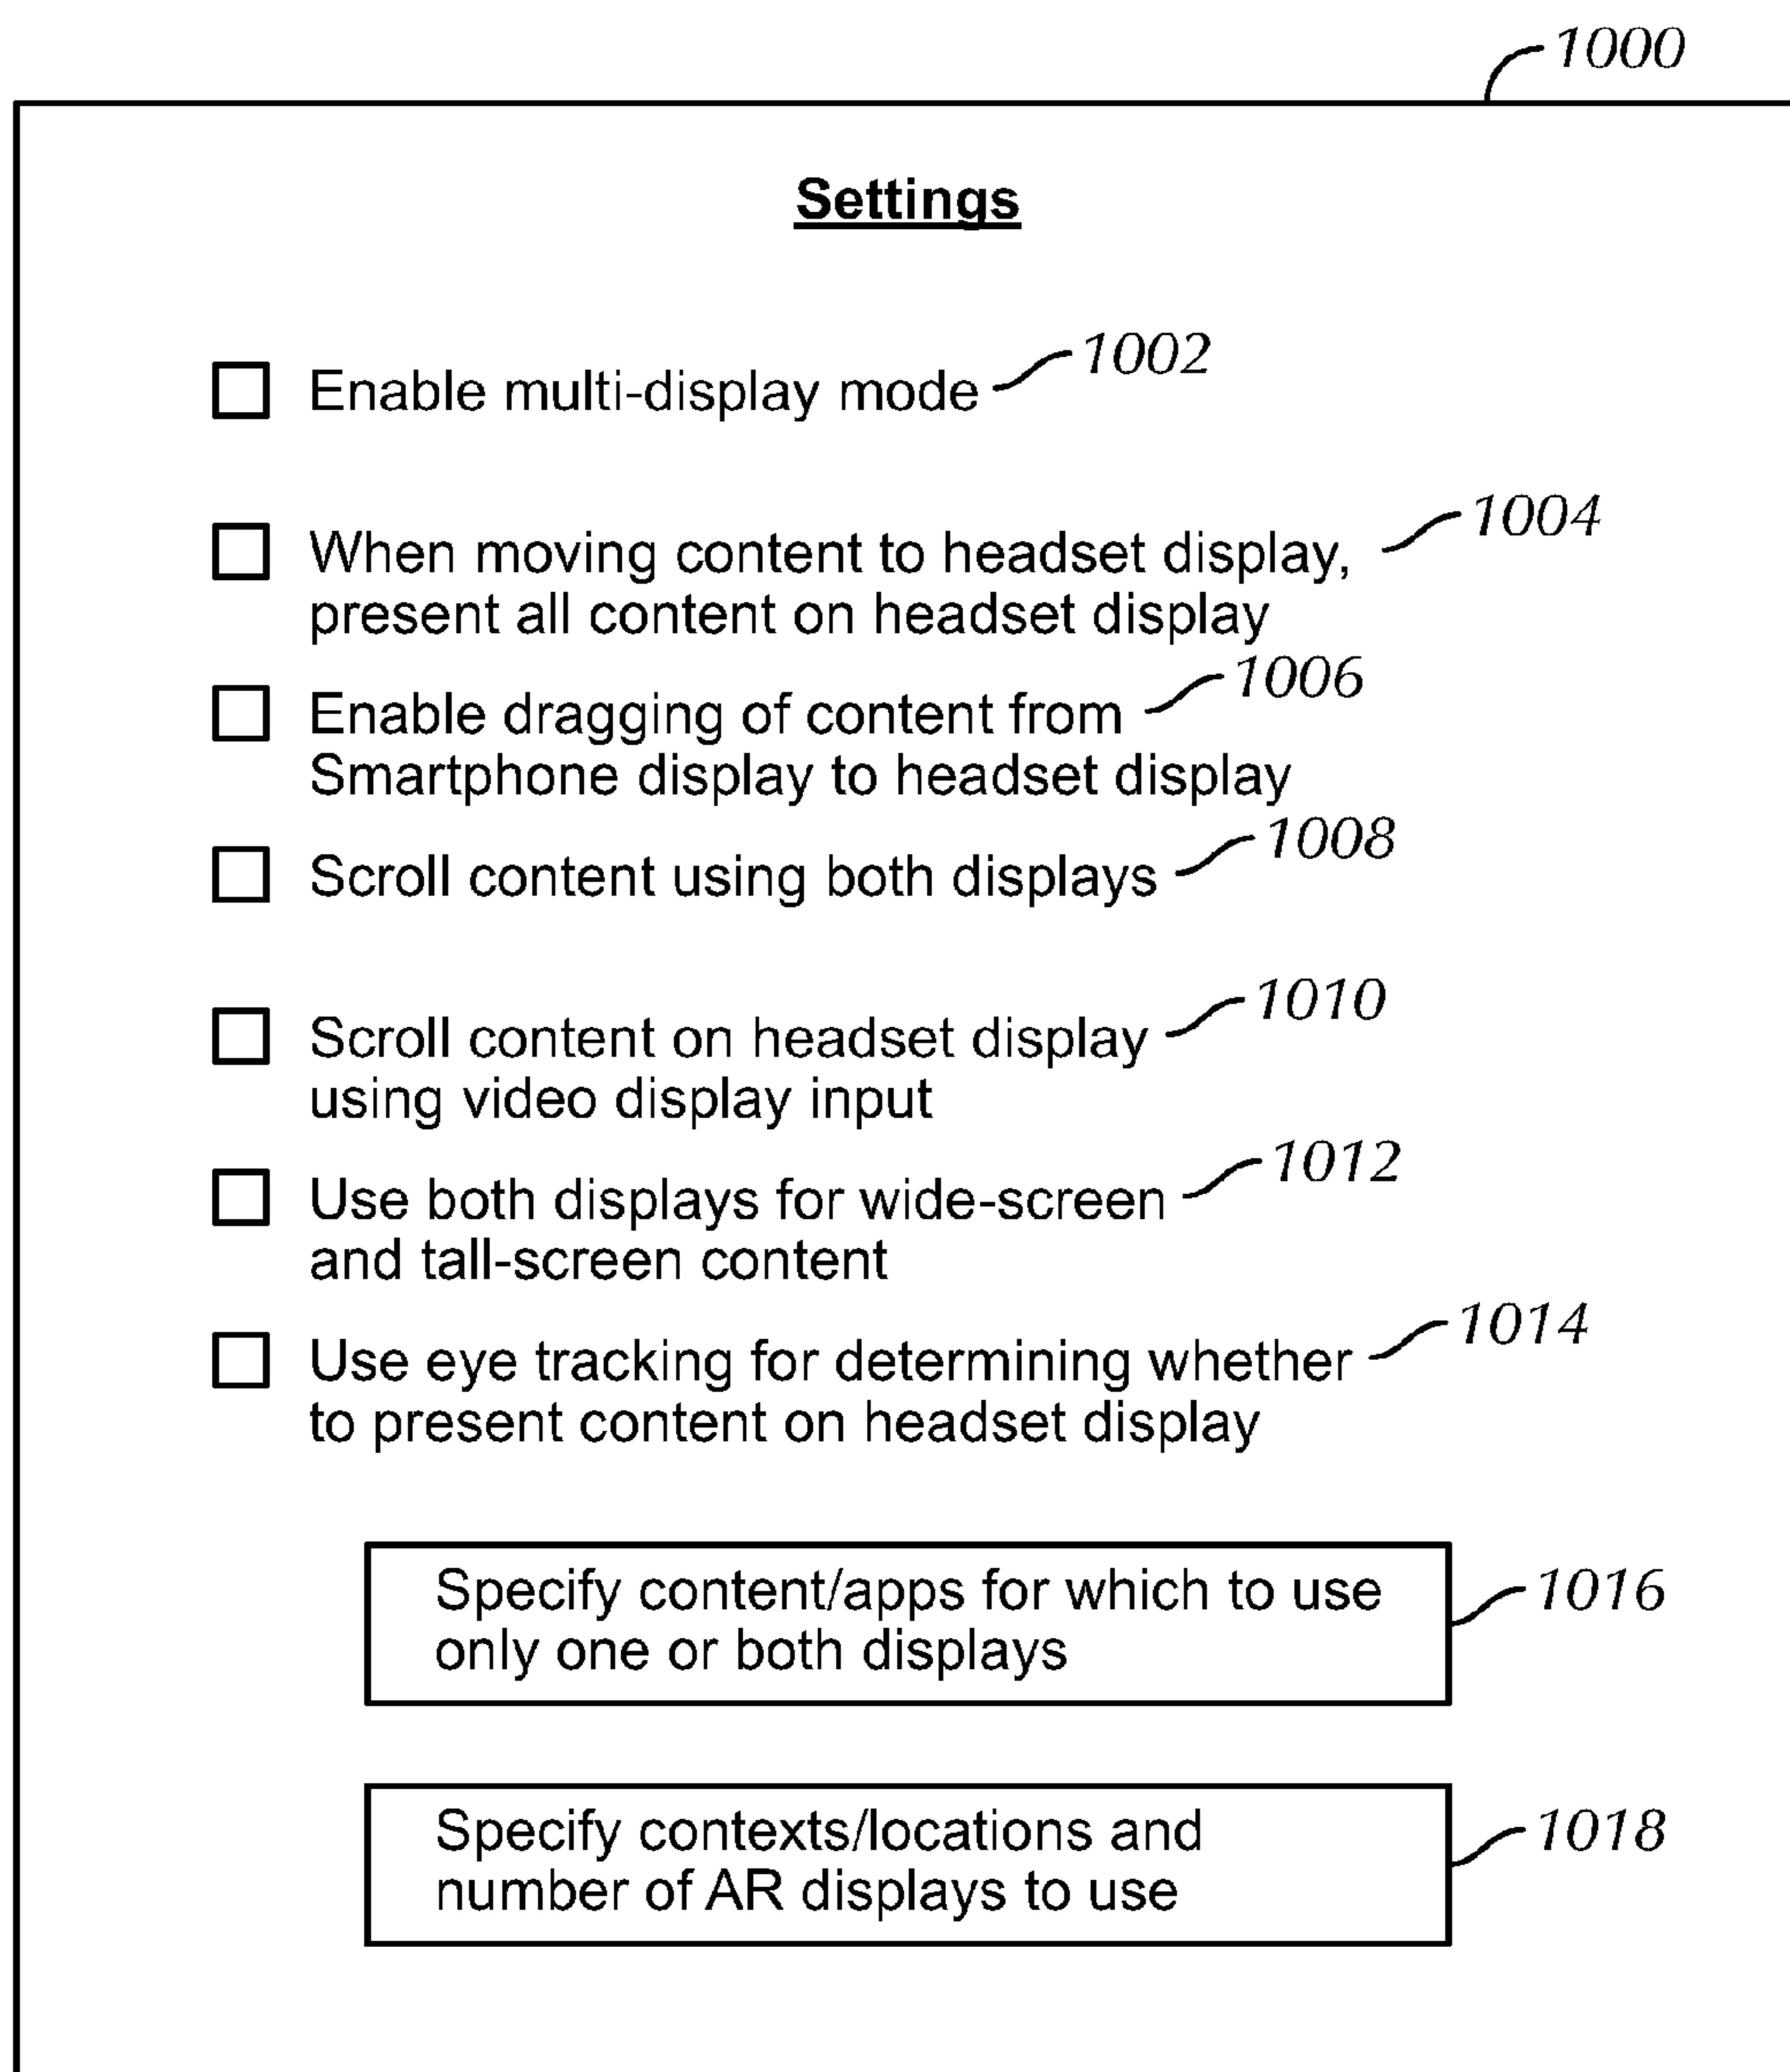 1000
Settings
Enable multi-display mode 1002
When moving content to headset display, 1004
present all content on headset display
Enable dragging of content from 1006
Smartphone display to headset display
Scroll content using both displays 1008
Scroll content on headset display 1010
using video display input
Use both displays for wide-screen 1012
and tall-screen content
Use eye tracking for determining whether 1014
to present content on headset display
Specify content/apps for which to use 1016
only one or both displays
Specify contexts/locations and 1018
number of AR displays to use